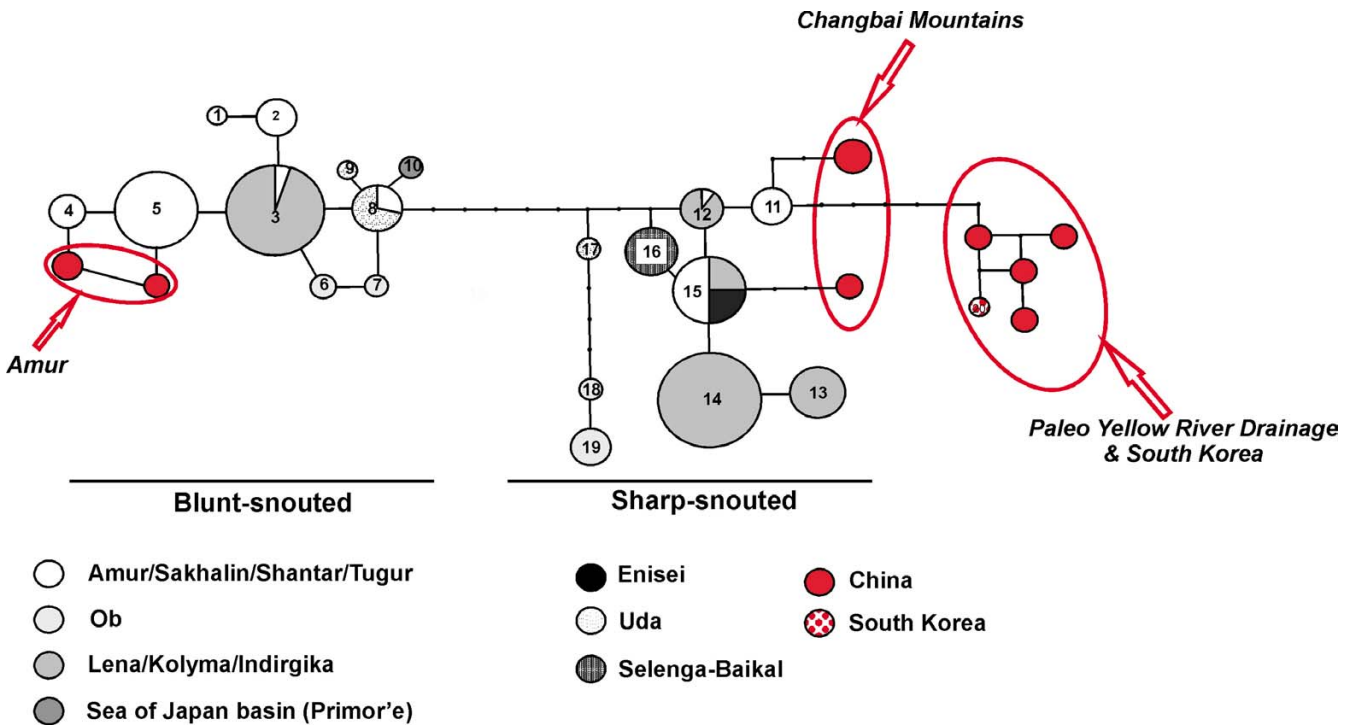 Changbai Mountains
1
2
9
10
4
5
3
8
12
11
17
16
6
7
15
20
Amur
18
14
13
19
Paleo Yellow River Drainage
& South Korea
Blunt-snouted
Sharp-snouted
Amur/Sakhalin/Shantar/Tugur
Ob
Lena/Kolyma/Indirgika
Sea of Japan basin (Primor'e)
Enisei
Uda
Selenga-Baikal
China
South Korea